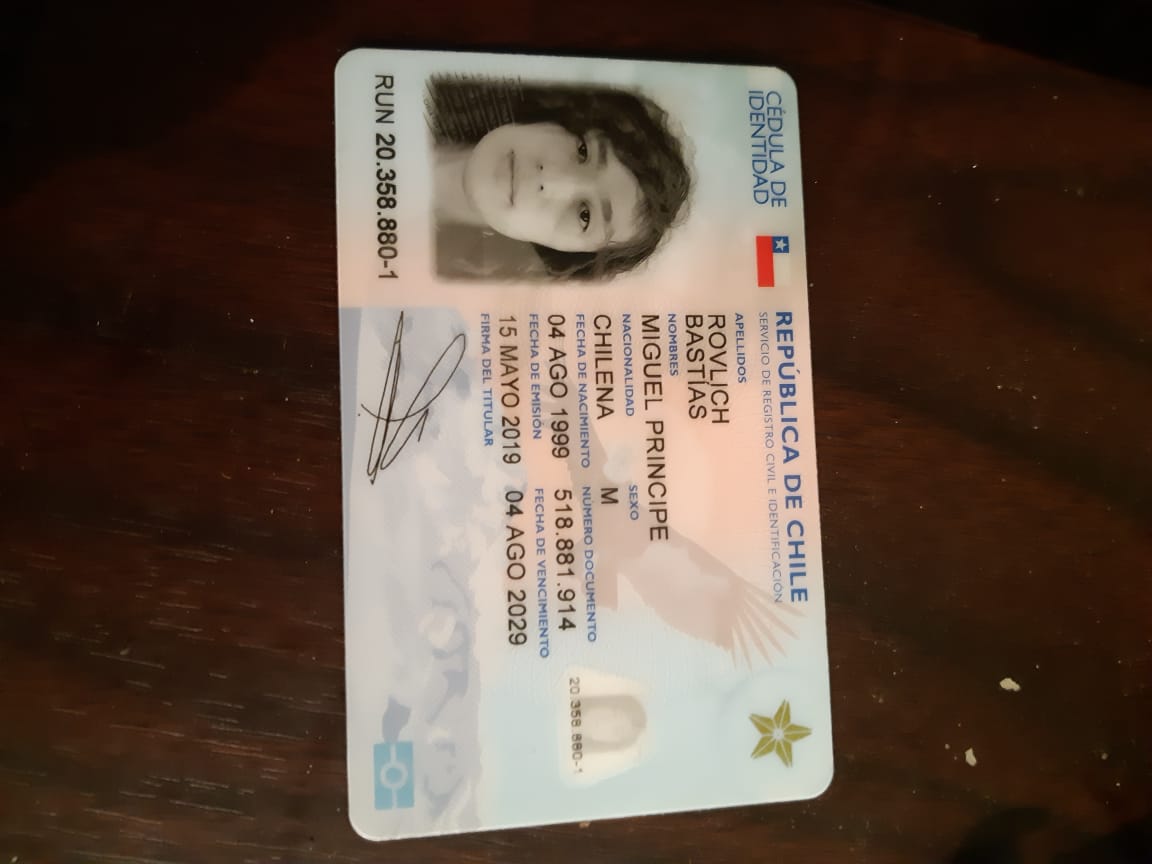 CÉDULA DE
IDENTIDAD
REPÚBLICA DE CHILE
SERVICIO DE REGISTRO CIVIL E IDENTIFICACIÓN
APELLIDOS
ROVLICH
BASTÍAS
NOMBRES
MIGUEL PRINCIPE
NACIONALIDAD SEXO
CHILENA M
FECHA DE NACIMIENTO NÚMERO DOCUMENTO
04 AGO 1999 518.881.914
FECHA DE EMISIÓN FECHA DE VENCIMIENTO
15 MAYO 2019 04 AGO 2029
FIRMA DEL TITULAR
RUN 20.358.880-1
20.358.880-1